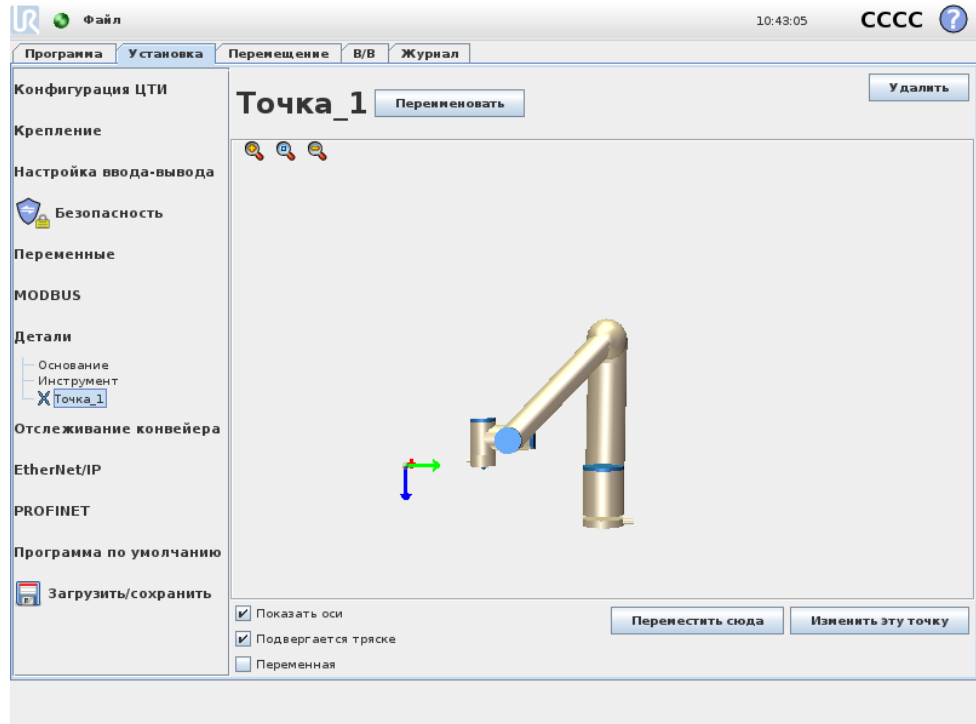 UR Файл 10:43:05 CCCC ?
Программа Установка Перемещение В/В Журнал
Конфигурация ЦТИ
Крепление
Настройка ввода-вывода
Безопасность
Переменные
MODBUS
Детали
Основание
Инструмент
Точка_1
Отслеживание конвейера
EtherNet/IP
PROFINET
Программа по умолчанию
Загрузить/сохранить
Точка_1 Переименовать Удалить
Показать оси
Подвергается тряске
Переменная
Переместить сюда Изменить эту точку